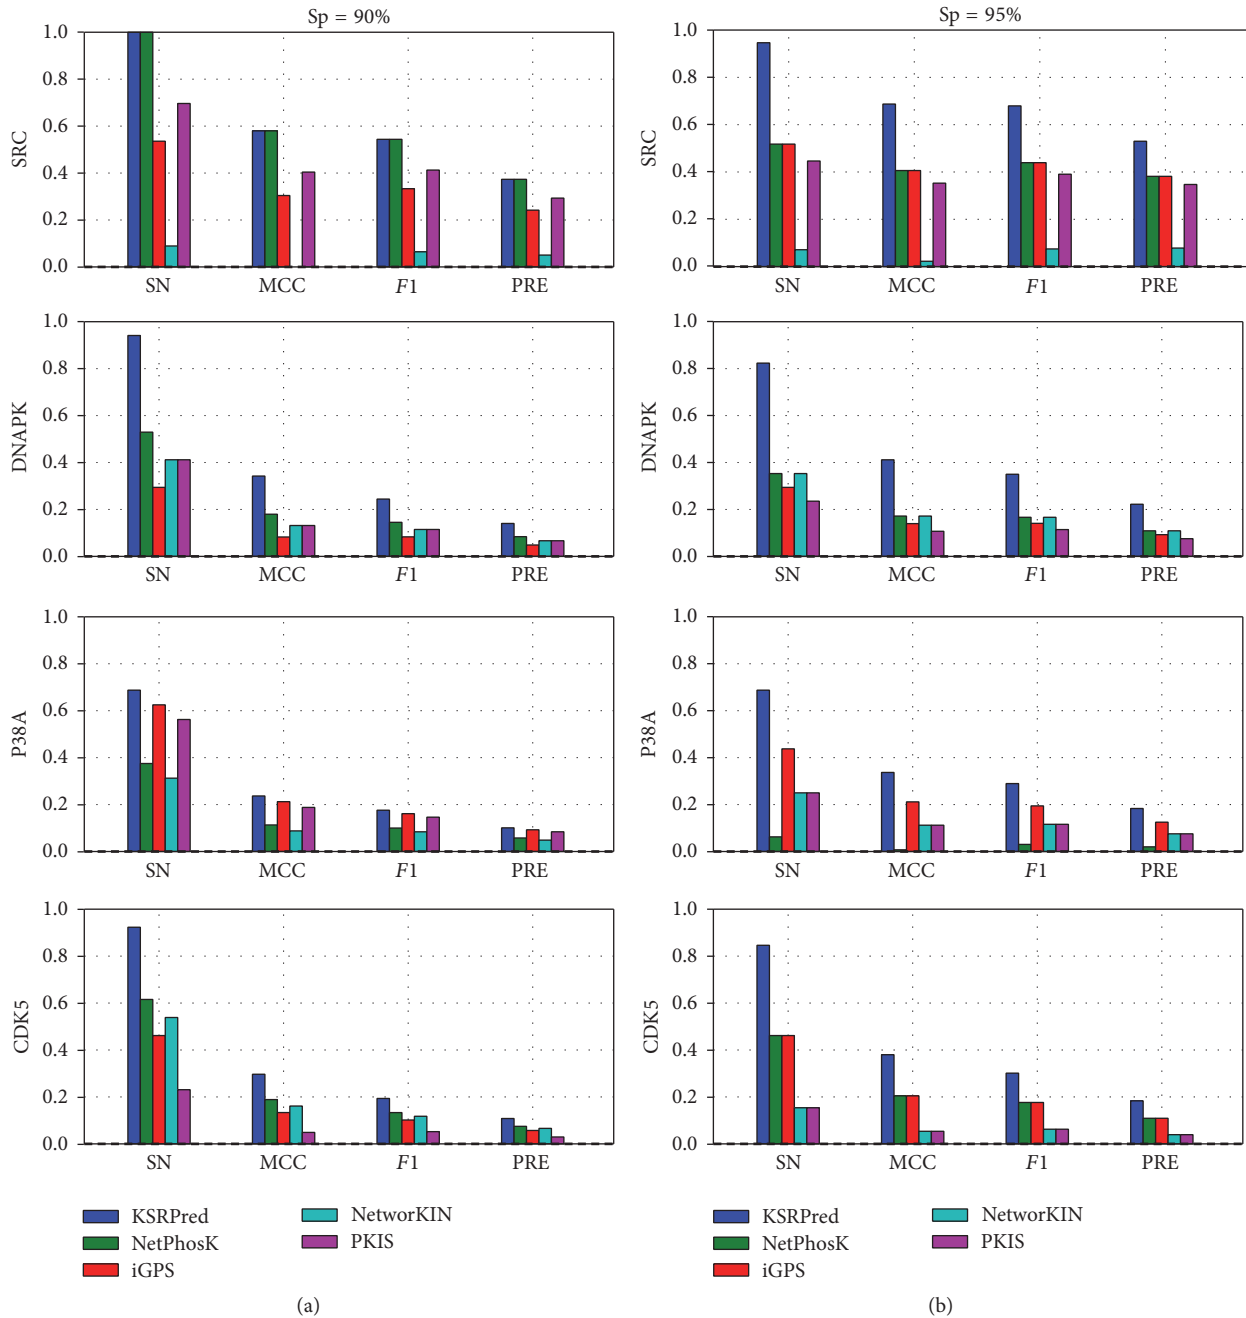 Sp = 90%
SRC
1.0
0.8
0.6
0.4
0.2
0.0
SN MCC F1 PRE
DNAPK
1.0
0.8
0.6
0.4
0.2
0.0
SN MCC F1 PRE
P38A
1.0
0.8
0.6
0.4
0.2
0.0
SN MCC F1 PRE
CDK5
1.0
0.8
0.6
0.4
0.2
0.0
SN MCC F1 PRE
KSRPred
NetPhosK
iGPS
NetworKIN
PKIS
(a)
Sp = 95%
SRC
1.0
0.8
0.6
0.4
0.2
0.0
SN MCC F1 PRE
DNAPK
1.0
0.8
0.6
0.4
0.2
0.0
SN MCC F1 PRE
P38A
1.0
0.8
0.6
0.4
0.2
0.0
SN MCC F1 PRE
CDK5
1.0
0.8
0.6
0.4
0.2
0.0
SN MCC F1 PRE
KSRPred
NetPhosK
iGPS
NetworKIN
PKIS
(b)